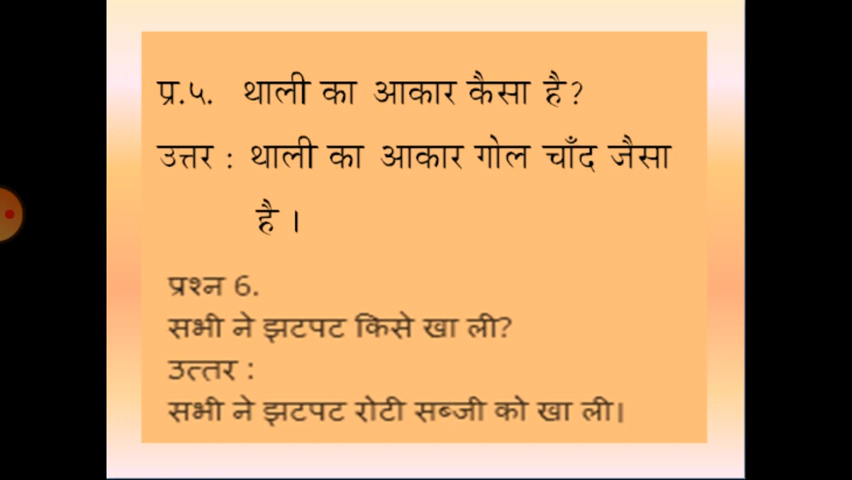 प्र.५. थाली का आकार कैसा है?
उत्तर : थाली का आकार गोल चाँद जैसा
है ।
प्रश्न 6.
सभी ने झटपट किसे खा ली?
उत्तर :
सभी ने झटपट रोटी सब्जी को खा ली।